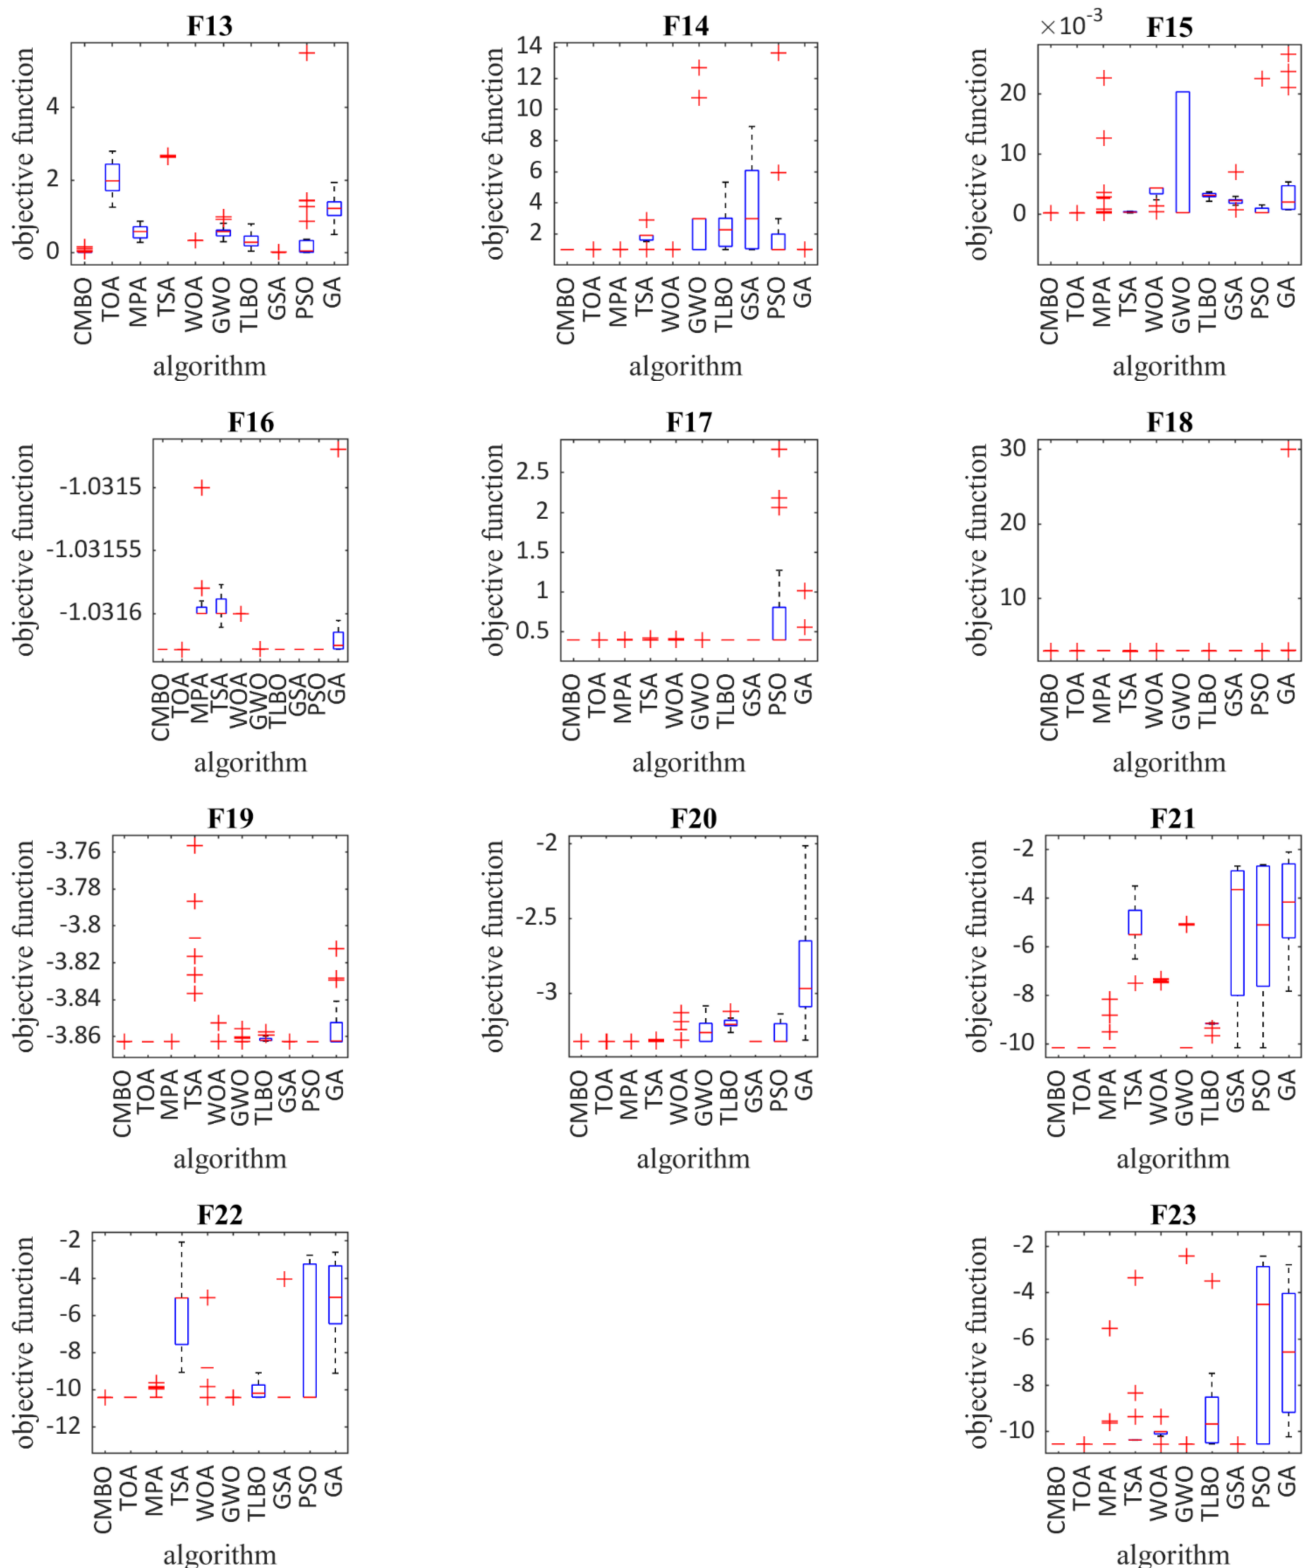 F13
objective function
4
2
0
CMBO TOA MPA TSA WOA GWO TLBO GSA PSO GA
algorithm
F14
objective function
14
12
10
8
6
4
2
CMBO TOA MPA TSA WOA GWO TLBO GSA PSO GA
algorithm
×10⁻³
F15
objective function
20
10
0
CMBO TOA MPA TSA WOA GWO TLBO GSA PSO GA
algorithm
F16
objective function
-1.0315
-1.03155
-1.0316
CMBO TOA MPA TSA WOA GWO TLBO GSA PSO GA
algorithm
F17
objective function
2.5
2
1.5
1
0.5
CMBO TOA MPA TSA WOA GWO TLBO GSA PSO GA
algorithm
F18
objective function
30
20
10
CMBO TOA MPA TSA WOA GWO TLBO GSA PSO GA
algorithm
F19
objective function
-3.76
-3.78
-3.8
-3.82
-3.84
-3.86
CMBO TOA MPA TSA WOA GWO TLBO GSA PSO GA
algorithm
F20
objective function
-2
-2.5
-3
CMBO TOA MPA TSA WOA GWO TLBO GSA PSO GA
algorithm
F21
objective function
-2
-4
-6
-8
-10
CMBO TOA MPA TSA WOA GWO TLBO GSA PSO GA
algorithm
F22
objective function
-2
-4
-6
-8
-10
-12
CMBO TOA MPA TSA WOA GWO TLBO GSA PSO GA
algorithm
F23
objective function
-2
-4
-6
-8
-10
CMBO TOA MPA TSA WOA GWO TLBO GSA PSO GA
algorithm